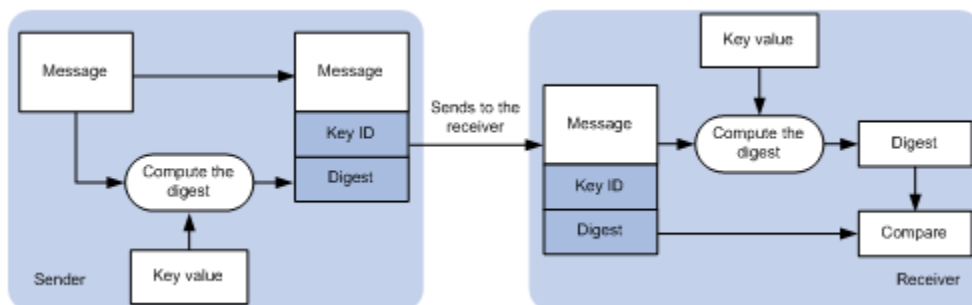 Message
Message
Key ID
Digest
Compute the
digest
Key value
Sender
Sends to the
receiver
Key value
Message
Key ID
Digest
Compute the
digest
Digest
Compare
Receiver